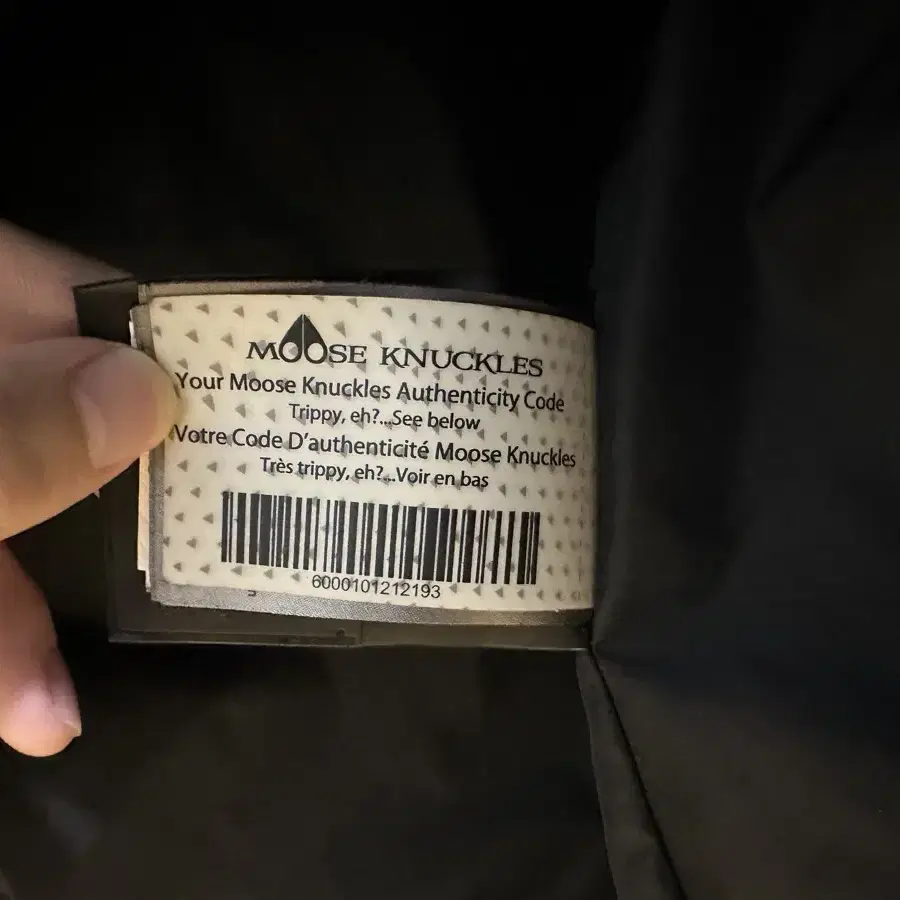 MOOSE KNUCKLES
Your Moose Knuckles Authenticity Code
Trippy, eh?...See below
Votre Code D'authenticité Moose Knuckles
Très trippy, eh?...Voir en bas
6000101212193